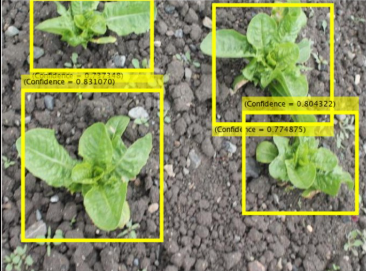 (Confidence = 0.831070)
(Confidence = 0.804322)
(Confidence = 0.774875)